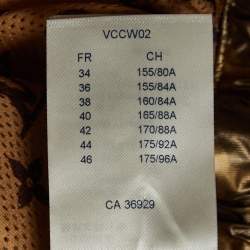 VCCW02
FR CH
34 155/80A
36 155/84A
38 160/84A
40 165/88A
42 170/88A
44 175/92A
46 175/96A
CA 36929